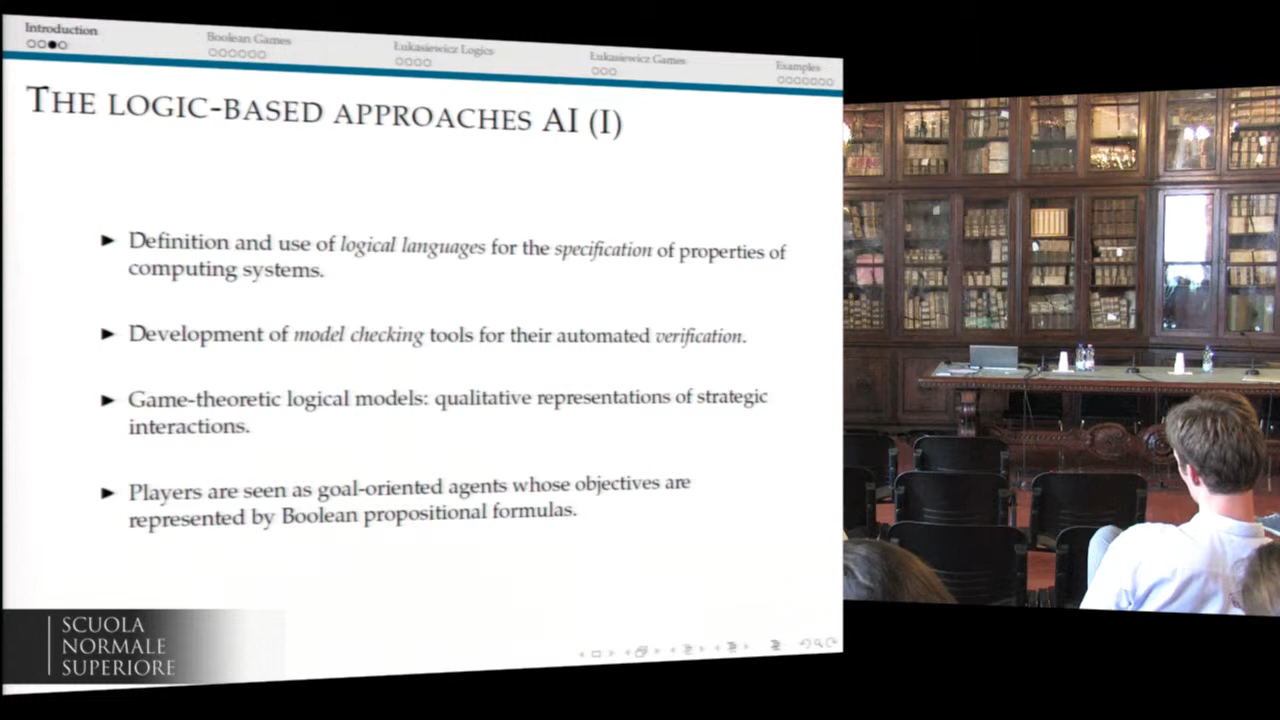 Introduction
Boolean Games
Łukasiewicz Logics
Łukasiewicz Games
Examples
THE LOGIC-BASED APPROACHES AI (I)
Definition and use of logical languages for the specification of properties of
computing systems.
Development of model checking tools for their automated verification.
Game-theoretic logical models: qualitative representations of strategic
interactions.
Players are seen as goal-oriented agents whose objectives are
represented by Boolean propositional formulas.
SCUOLA
NORMALE
SUPERIORE